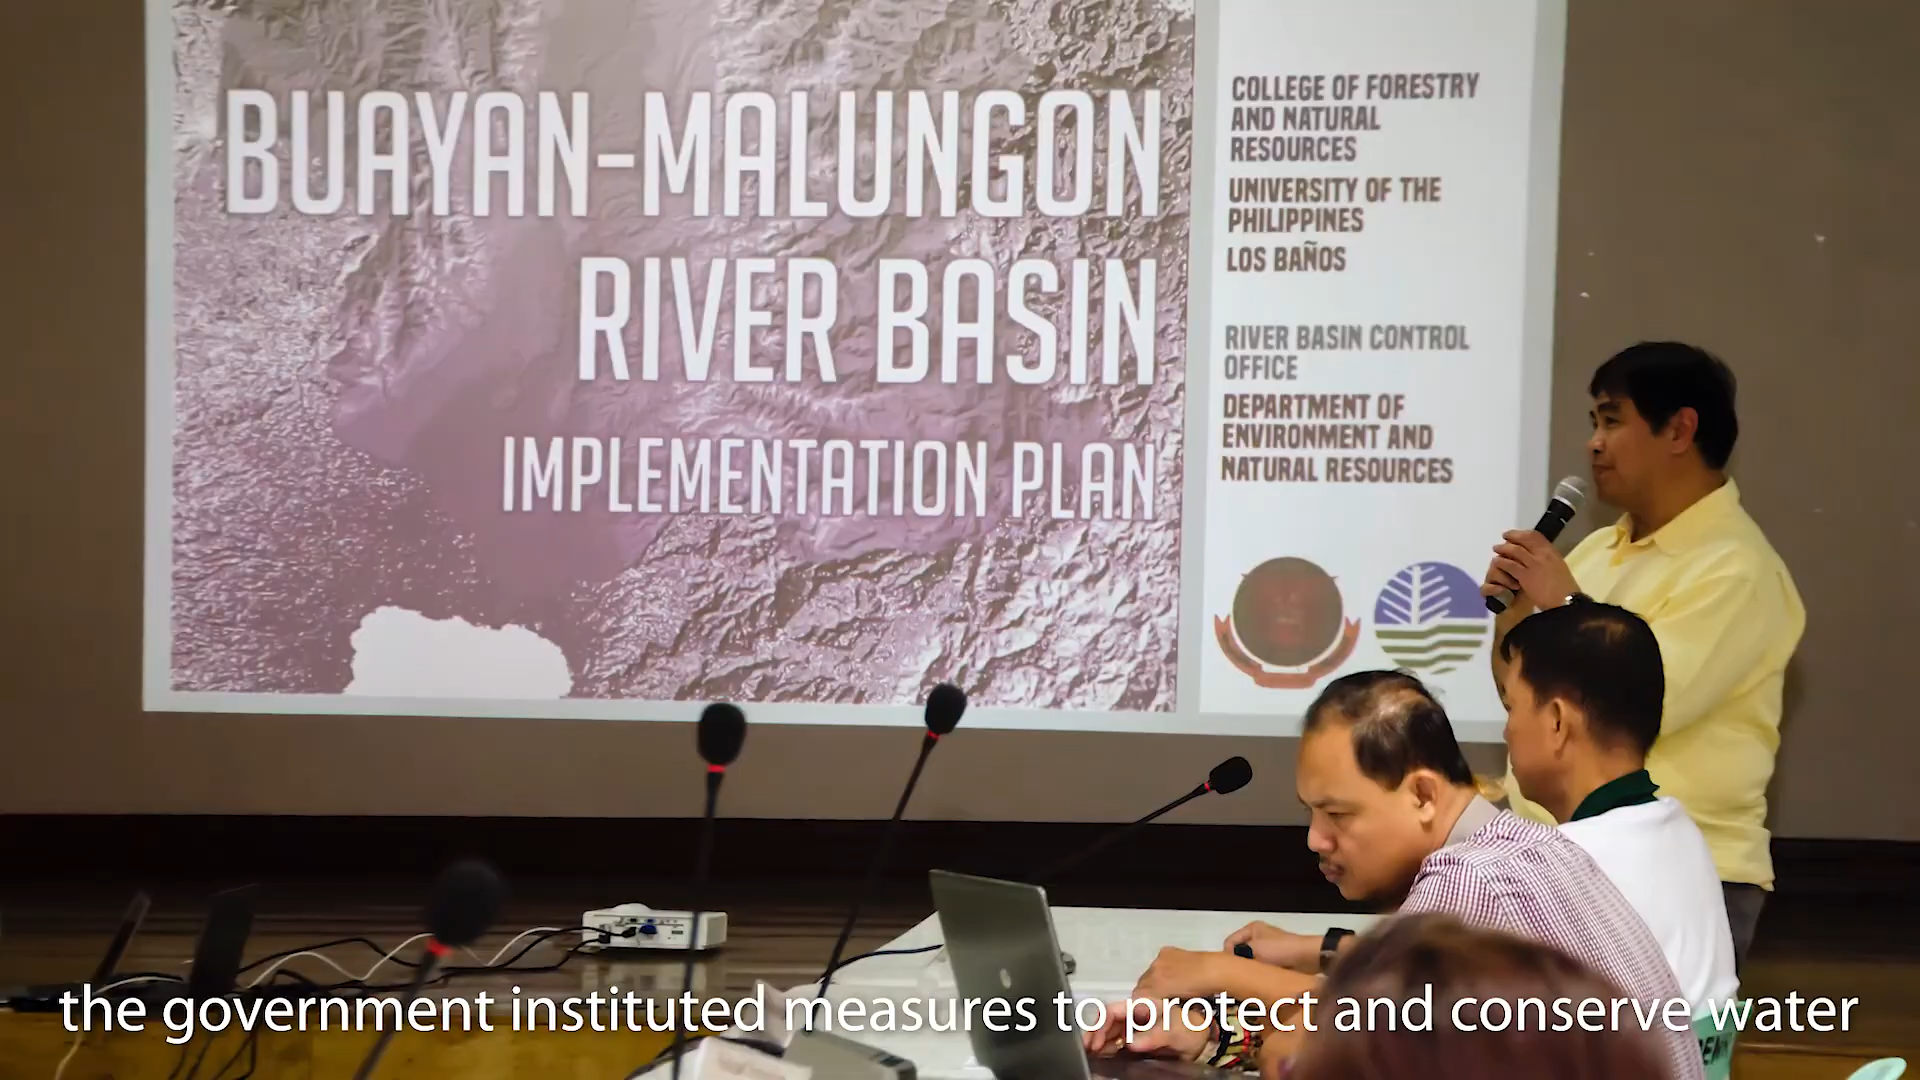 BUAYAN-MALUNGON
RIVER BASIN
IMPLEMENTATION PLAN
COLLEGE OF FORESTRY
AND NATURAL
RESOURCES
UNIVERSITY OF THE
PHILIPPINES
LOS BAÑOS
RIVER BASIN CONTROL
OFFICE
DEPARTMENT OF
ENVIRONMENT AND
NATURAL RESOURCES
the government instituted measures to protect and conserve water